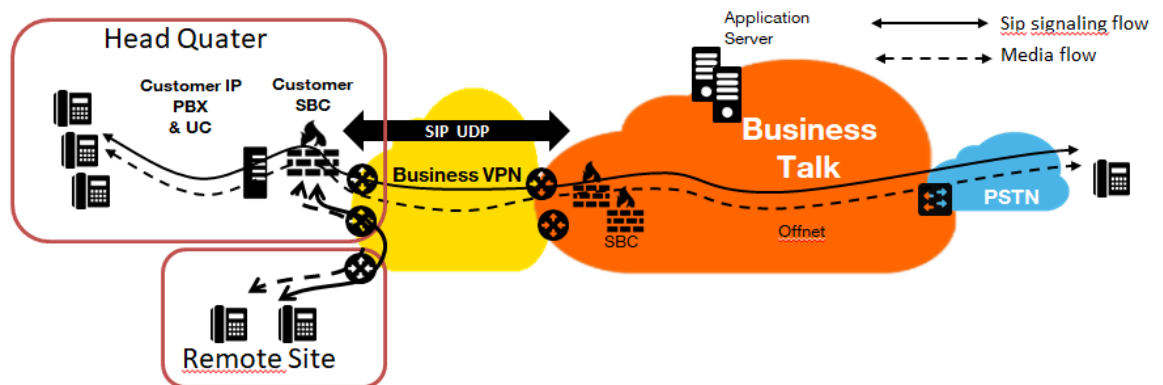 Head Quater
Customer IP
PBX
& UC
Customer
SBC
SIP UDP
Business VPN
Application
Server
Business
Talk
SBC
Offnet
PSTN
Sip signaling flow
Media flow
Remote Site